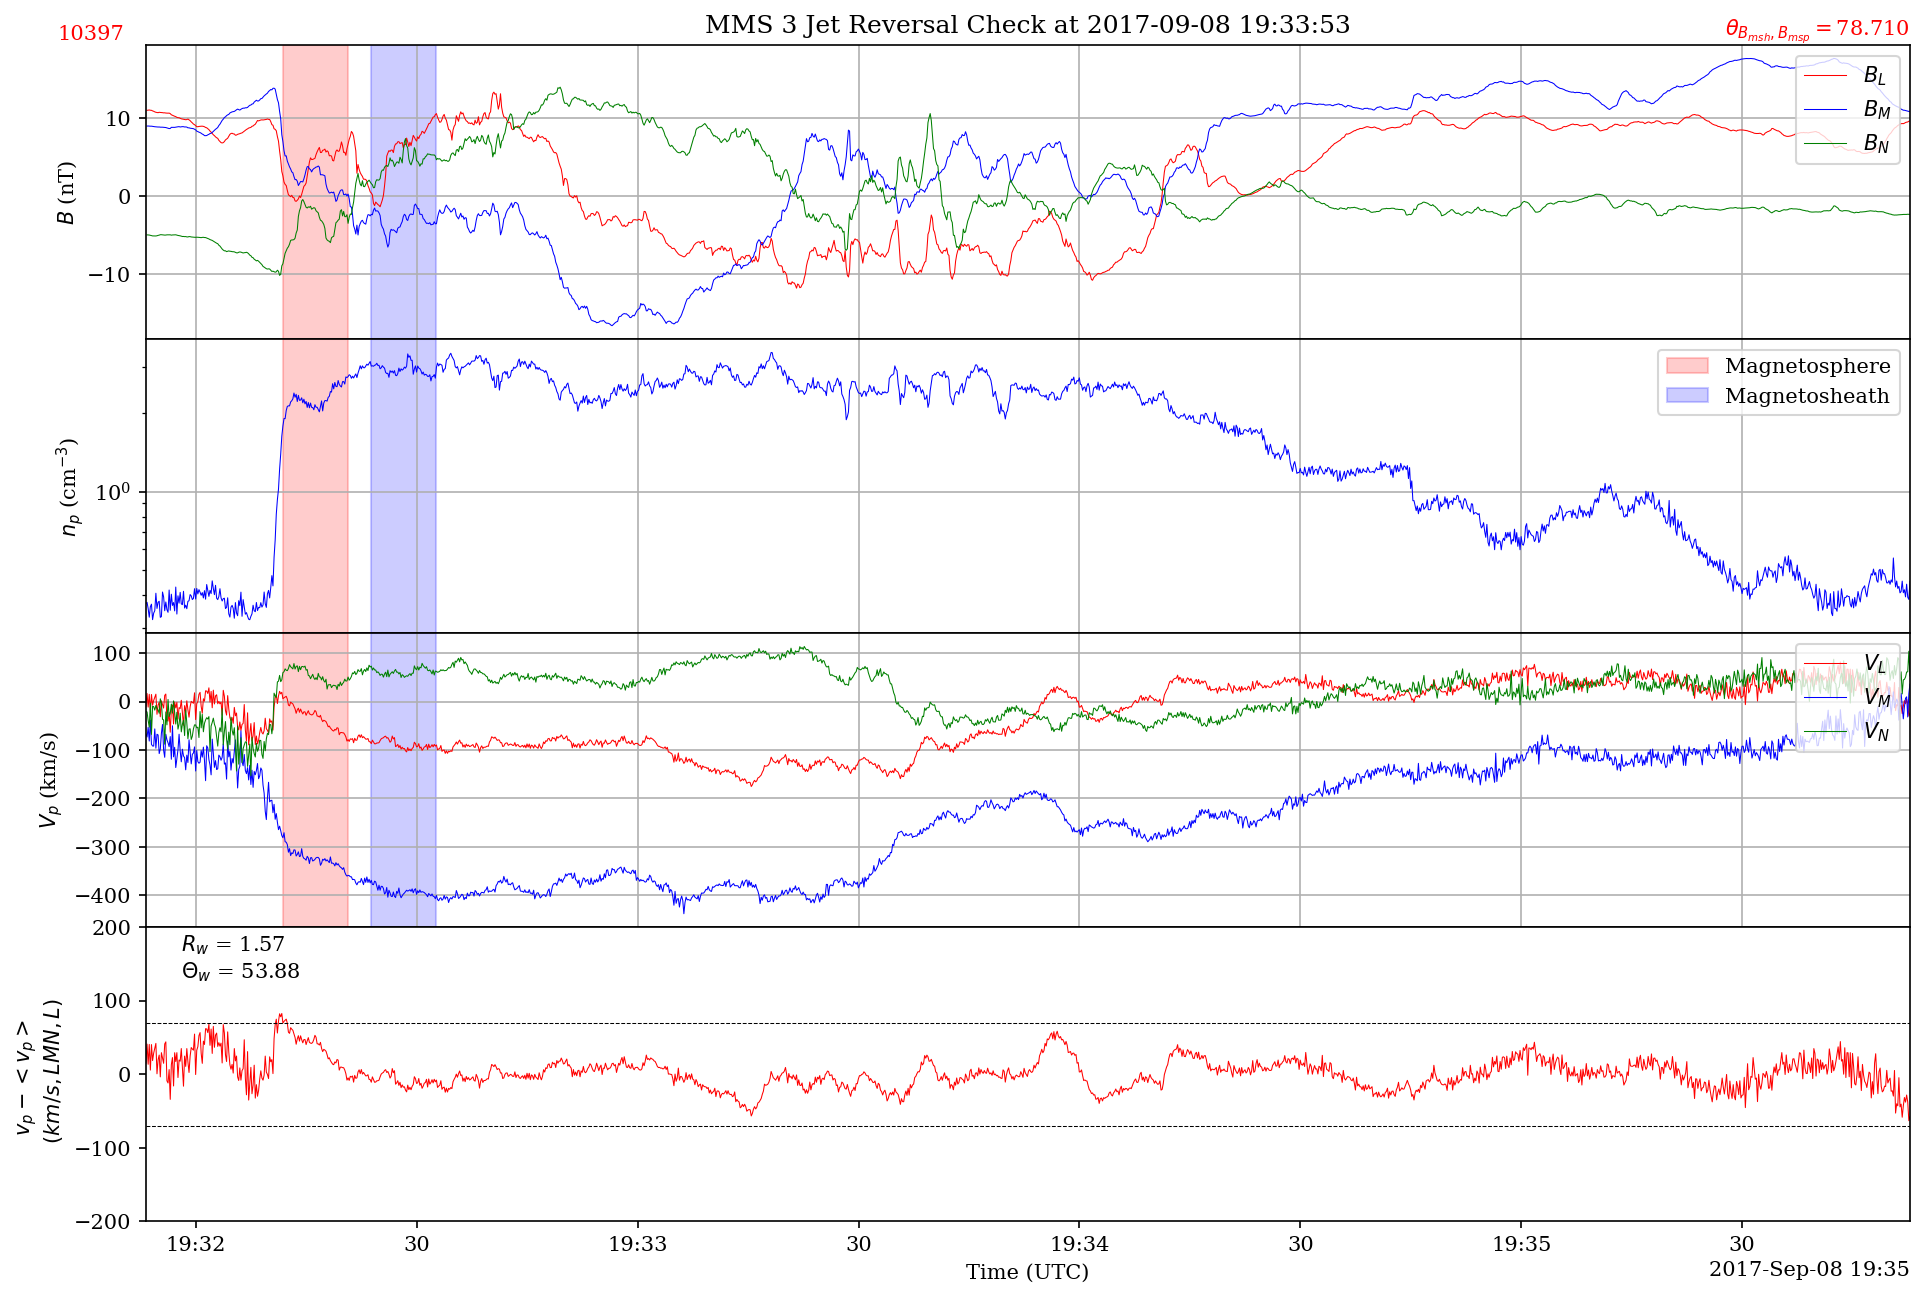 10397
MMS 3 Jet Reversal Check at 2017-09-08 19:33:53
θ_{B_{msh}, B_{msp}} = 78.710
B (nT)
10
0
−10
B_L
B_M
B_N
n_p (cm^{−3})
10^0
Magnetosphere
Magnetosheath
V_p (km/s)
100
0
−100
−200
−300
−400
V_L
V_M
V_N
v_p − < v_p >
(km/s, LMN, L)
200
100
0
−100
−200
R_w = 1.57
Θ_w = 53.88
19:32 30 19:33 30 19:34 30 19:35 30
Time (UTC)
2017-Sep-08 19:35